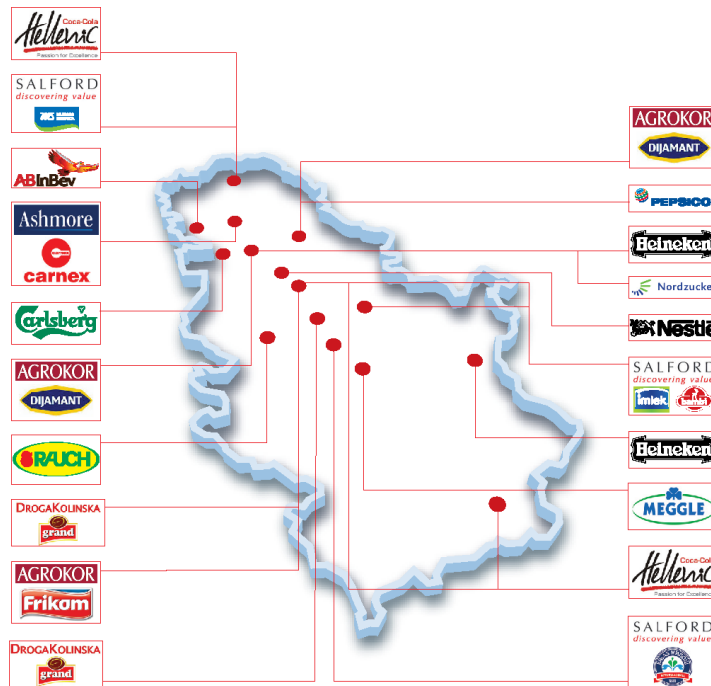 Coca-Cola
Hellenic
Passion for Excellence
SALFORD
discovering value
ABInBev
Ashmore
carnex
Carlsberg
AGROKOR
DIJAMANT
RAUCH
DROGAKOLINSKA
grand
AGROKOR
Frikom
DROGAKOLINSKA
grand
AGROKOR
DIJAMANT
PEPSICO
Heineken
Nordzucke
Nestlé
SALFORD
discovering value
imlek
bambi
Heineken
MEGGLE
Coca-Cola
Hellenic
Passion for Excellence
SALFORD
discovering value